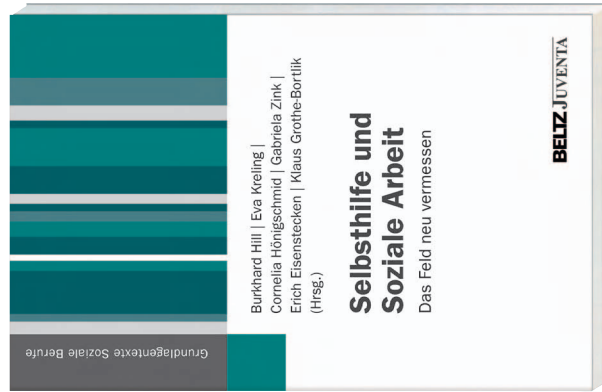 Grundlagentexte Soziale Berufe
Burkhard Hill | Eva Kreling |
Cornelia Hönigschmid | Gabriela Zink |
Erich Eisenstecken | Klaus Grothe-Bortlik
(Hrsg.)
Selbsthilfe und
Soziale Arbeit
Das Feld neu vermessen
BELTZ JUVENTA